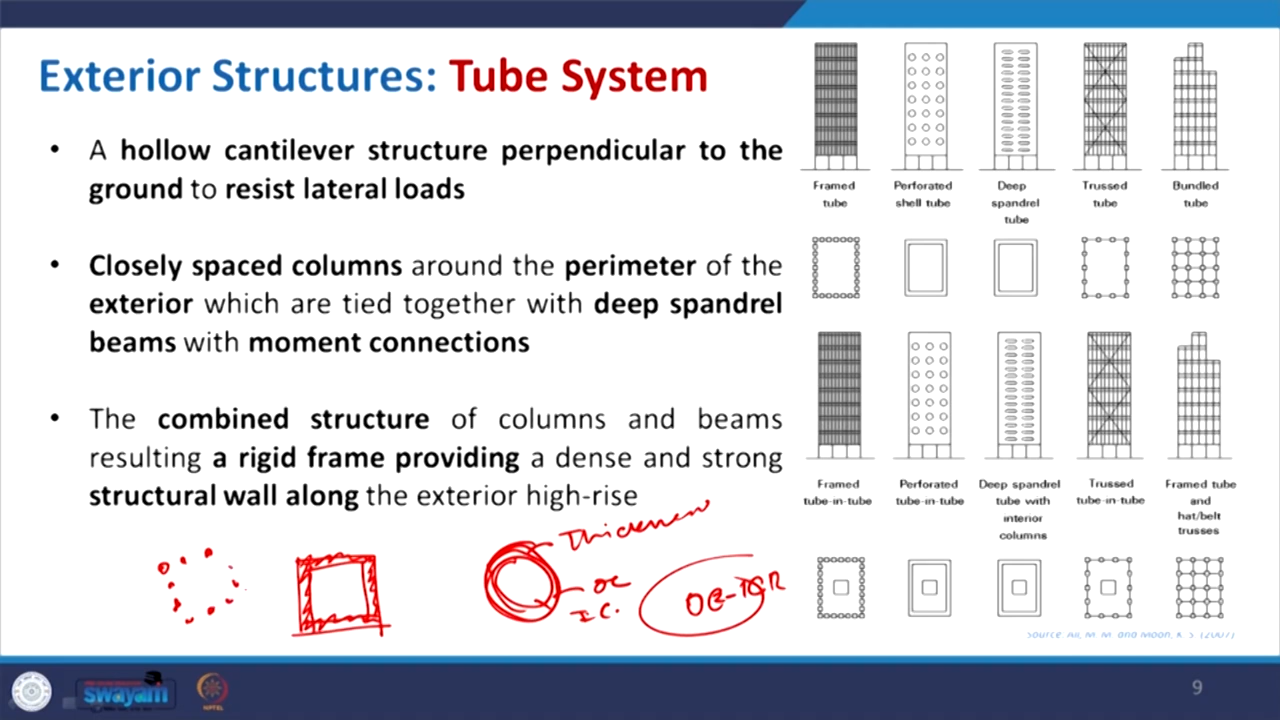 Exterior Structures: Tube System
• A hollow cantilever structure perpendicular to the
ground to resist lateral loads
• Closely spaced columns around the perimeter of the
exterior which are tied together with deep spandrel
beams with moment connections
• The combined structure of columns and beams
resulting a rigid frame providing a dense and strong
structural wall along the exterior high-rise
Framed
tube
Perforated
shell tube
Deep
spandrel
tube
Trussed
tube
Bundled
tube
Framed
tube-in-tube
Perforated
tube-in-tube
Deep spandrel
tube with
interior
columns
Trussed
tube-in-tube
Framed tube
and
hat/belt
trusses
Thickness
OC
I.C.
Source: Ali, M. M. and Moon, K. S. (2007)
swayam
9